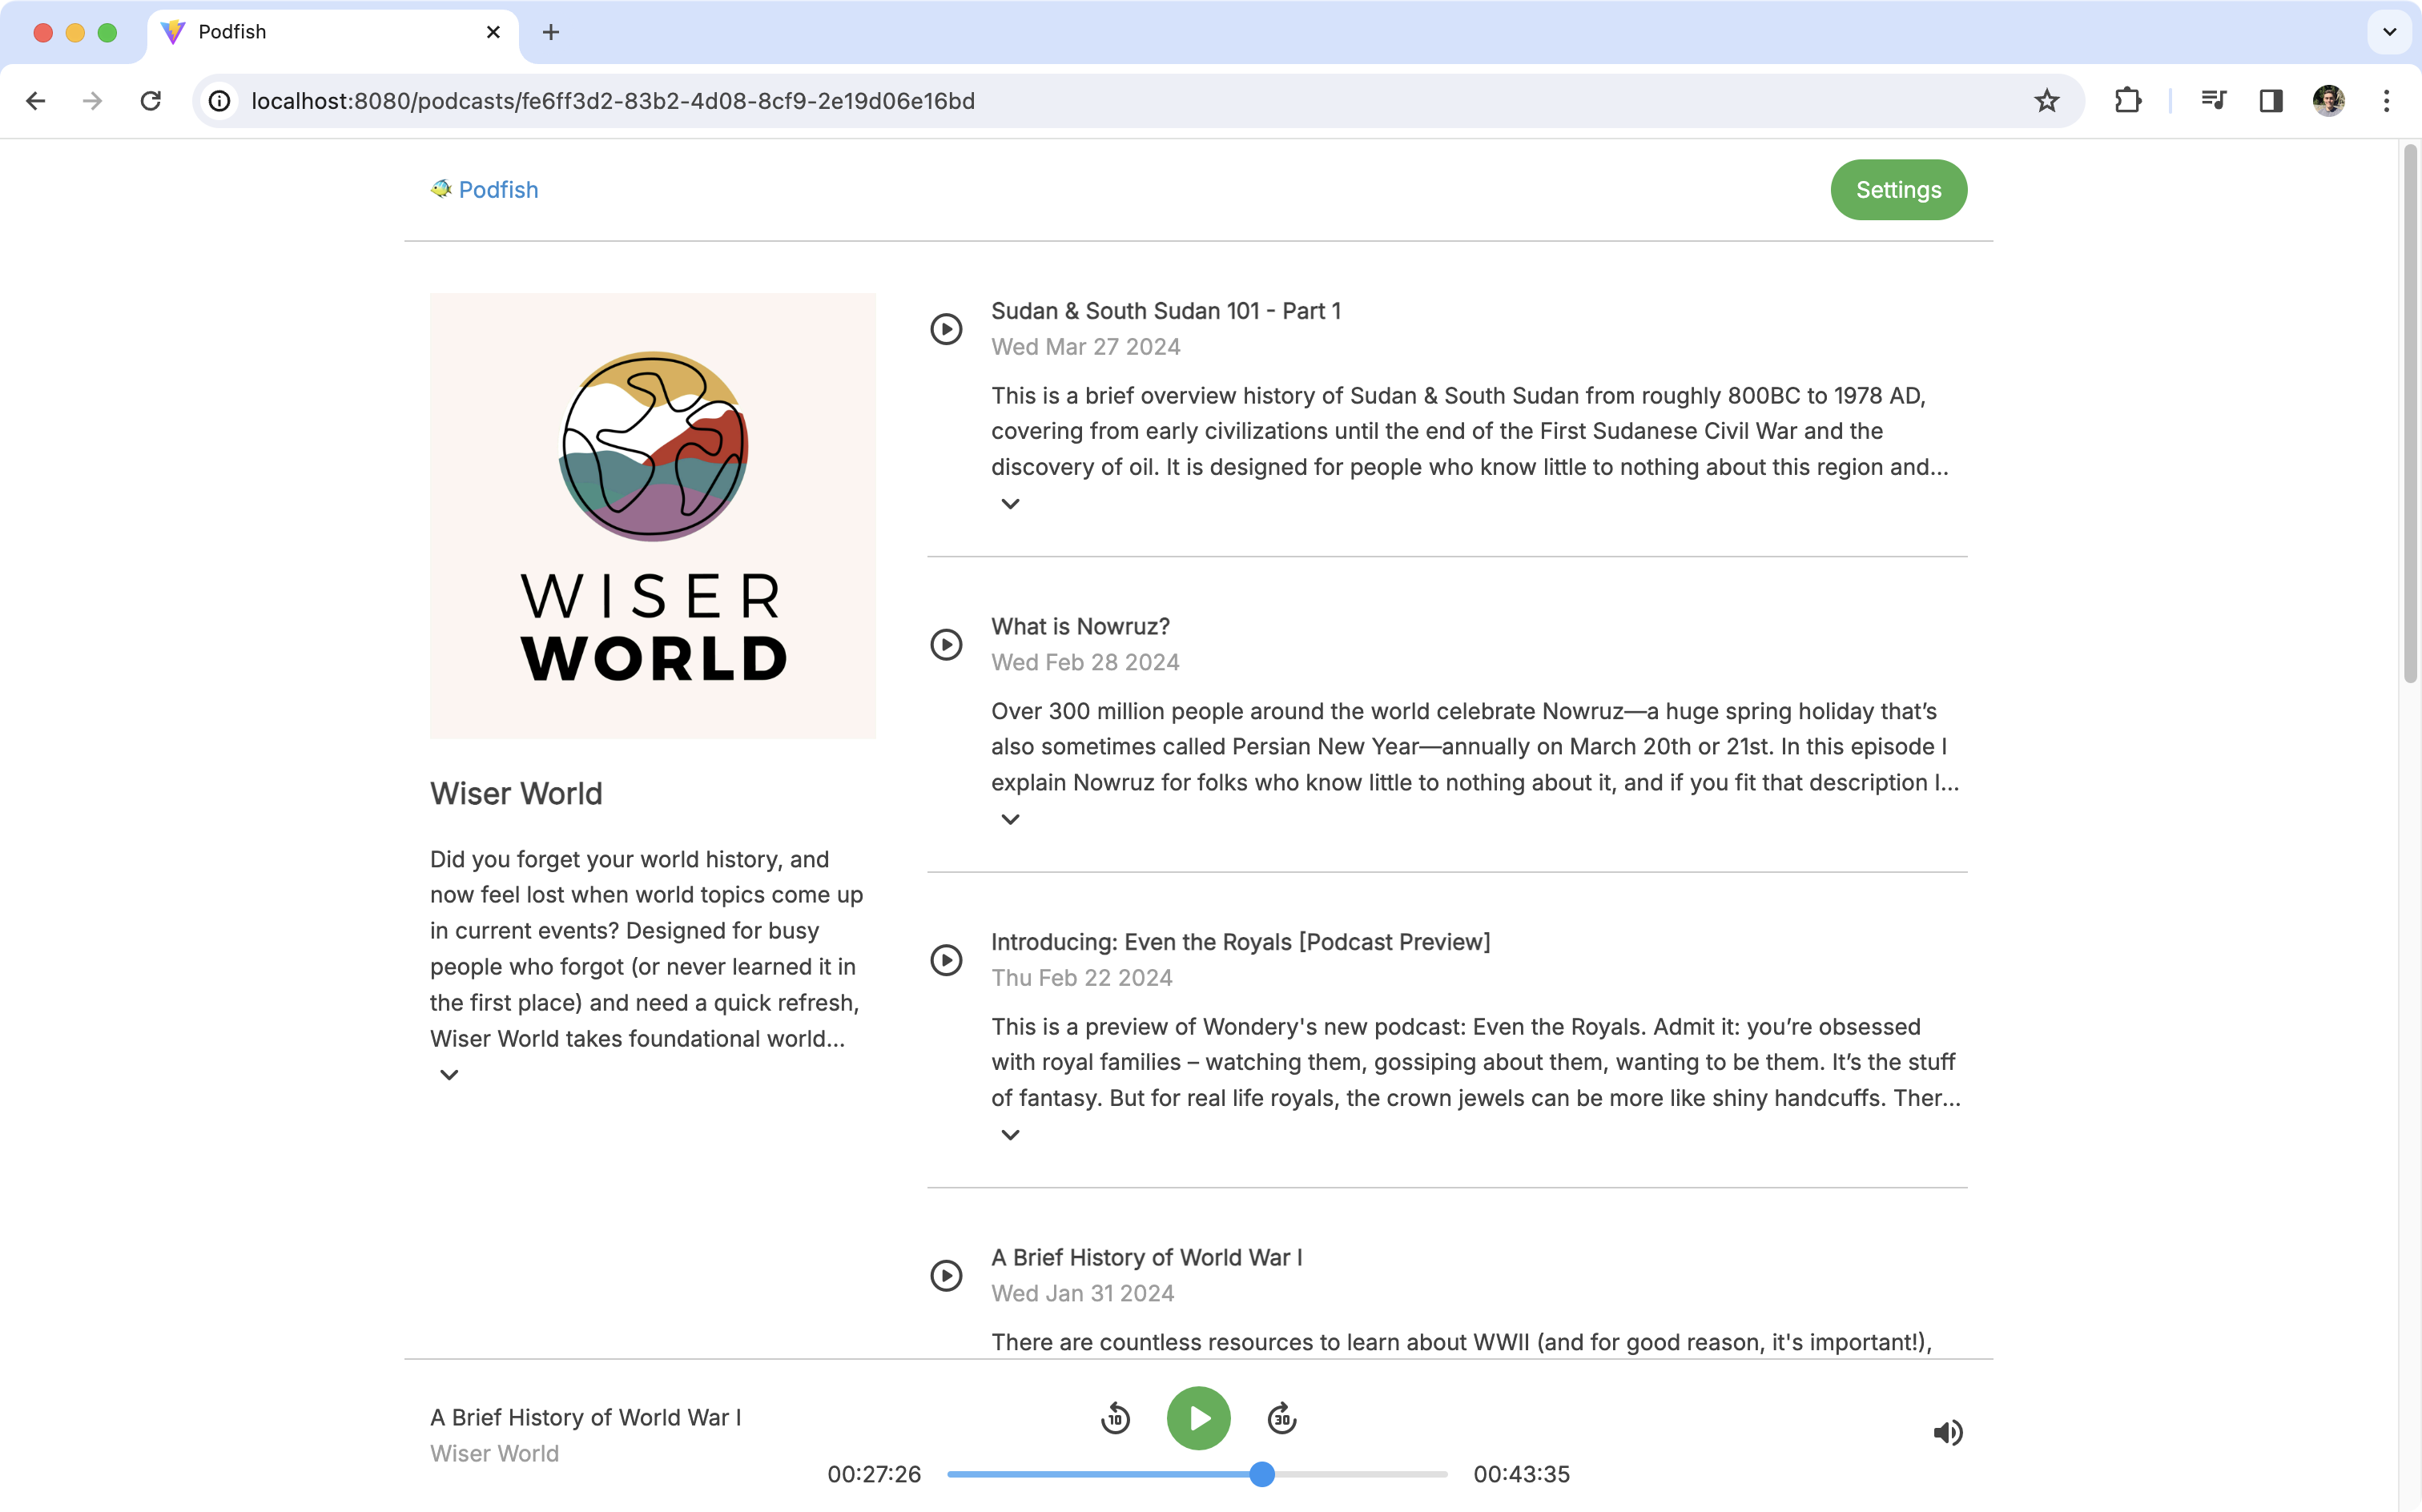 Podfish
localhost:8080/podcasts/fe6ff3d2-83b2-4d08-8cf9-2e19d06e16bd
Podfish
Settings
WISER
WORLD
Wiser World
Did you forget your world history, and
now feel lost when world topics come up
in current events? Designed for busy
people who forgot (or never learned it in
the first place) and need a quick refresh,
Wiser World takes foundational world...
Sudan & South Sudan 101 - Part 1
Wed Mar 27 2024
This is a brief overview history of Sudan & South Sudan from roughly 800BC to 1978 AD,
covering from early civilizations until the end of the First Sudanese Civil War and the
discovery of oil. It is designed for people who know little to nothing about this region and...
What is Nowruz?
Wed Feb 28 2024
Over 300 million people around the world celebrate Nowruz—a huge spring holiday that’s
also sometimes called Persian New Year—annually on March 20th or 21st. In this episode I
explain Nowruz for folks who know little to nothing about it, and if you fit that description I...
Introducing: Even the Royals [Podcast Preview]
Thu Feb 22 2024
This is a preview of Wondery's new podcast: Even the Royals. Admit it: you’re obsessed
with royal families – watching them, gossiping about them, wanting to be them. It’s the stuff
of fantasy. But for real life royals, the crown jewels can be more like shiny handcuffs. Ther...
A Brief History of World War I
Wed Jan 31 2024
There are countless resources to learn about WWII (and for good reason, it's important!),
A Brief History of World War I
Wiser World
10
30
00:27:26
00:43:35